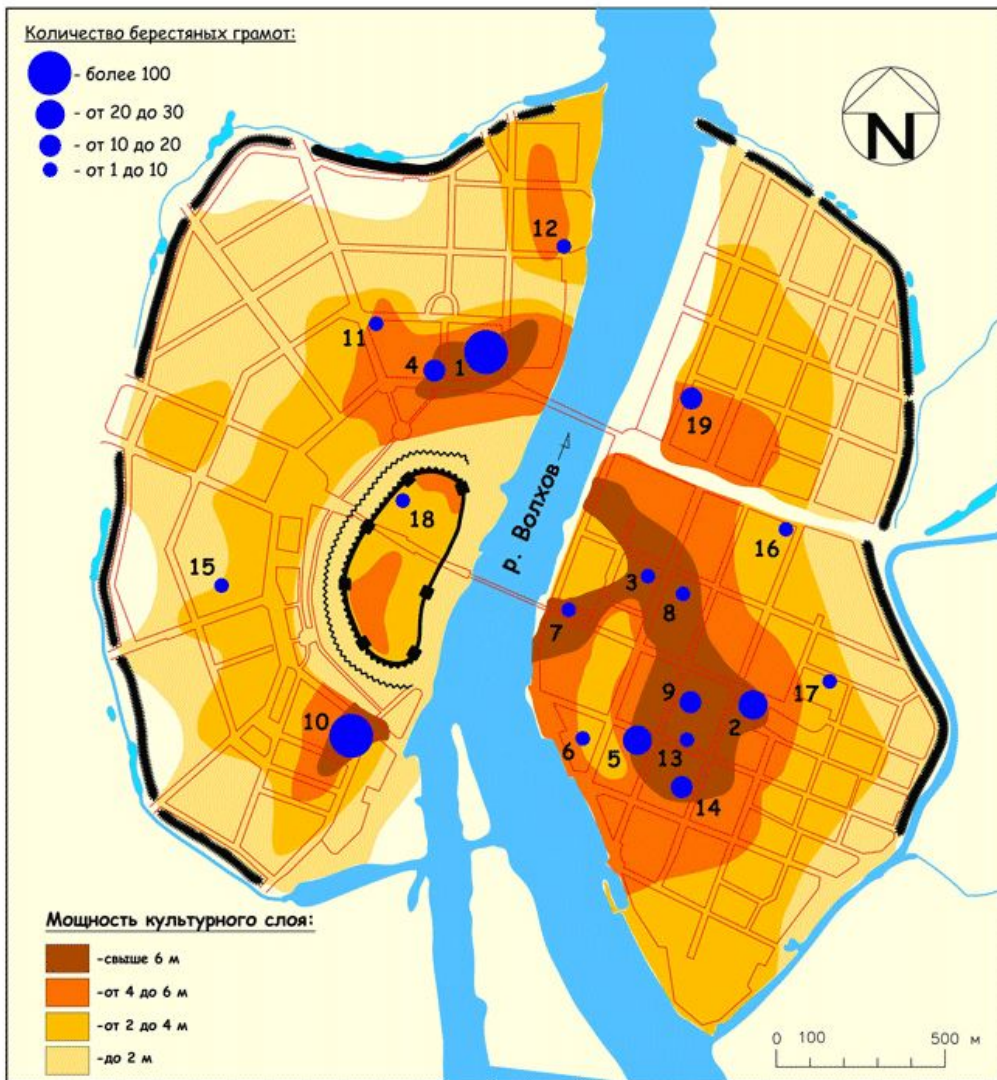 Количество берестяных грамот:
- более 100
- от 20 до 30
- от 10 до 20
- от 1 до 10
N
12
11
4
1
19
р. Волхов
18
16
15
3
8
7
17
9
2
10
6
5
13
14
Мощность культурного слоя:
-свыше 6 м
-от 4 до 6 м
-от 2 до 4 м
-до 2 м
0 100 500 м